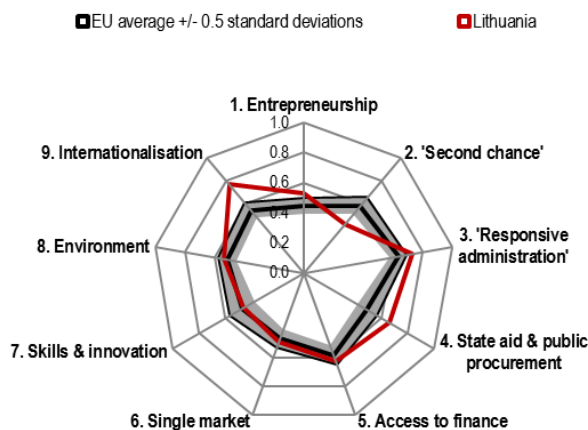 EU average +/- 0.5 standard deviations Lithuania
1. Entrepreneurship
1.0
9. Internationalisation
2. 'Second chance'
0.8
0.6
0.4
8. Environment
3. 'Responsive
administration'
0.2
0.0
7. Skills & innovation
4. State aid & public
procurement
6. Single market
5. Access to finance